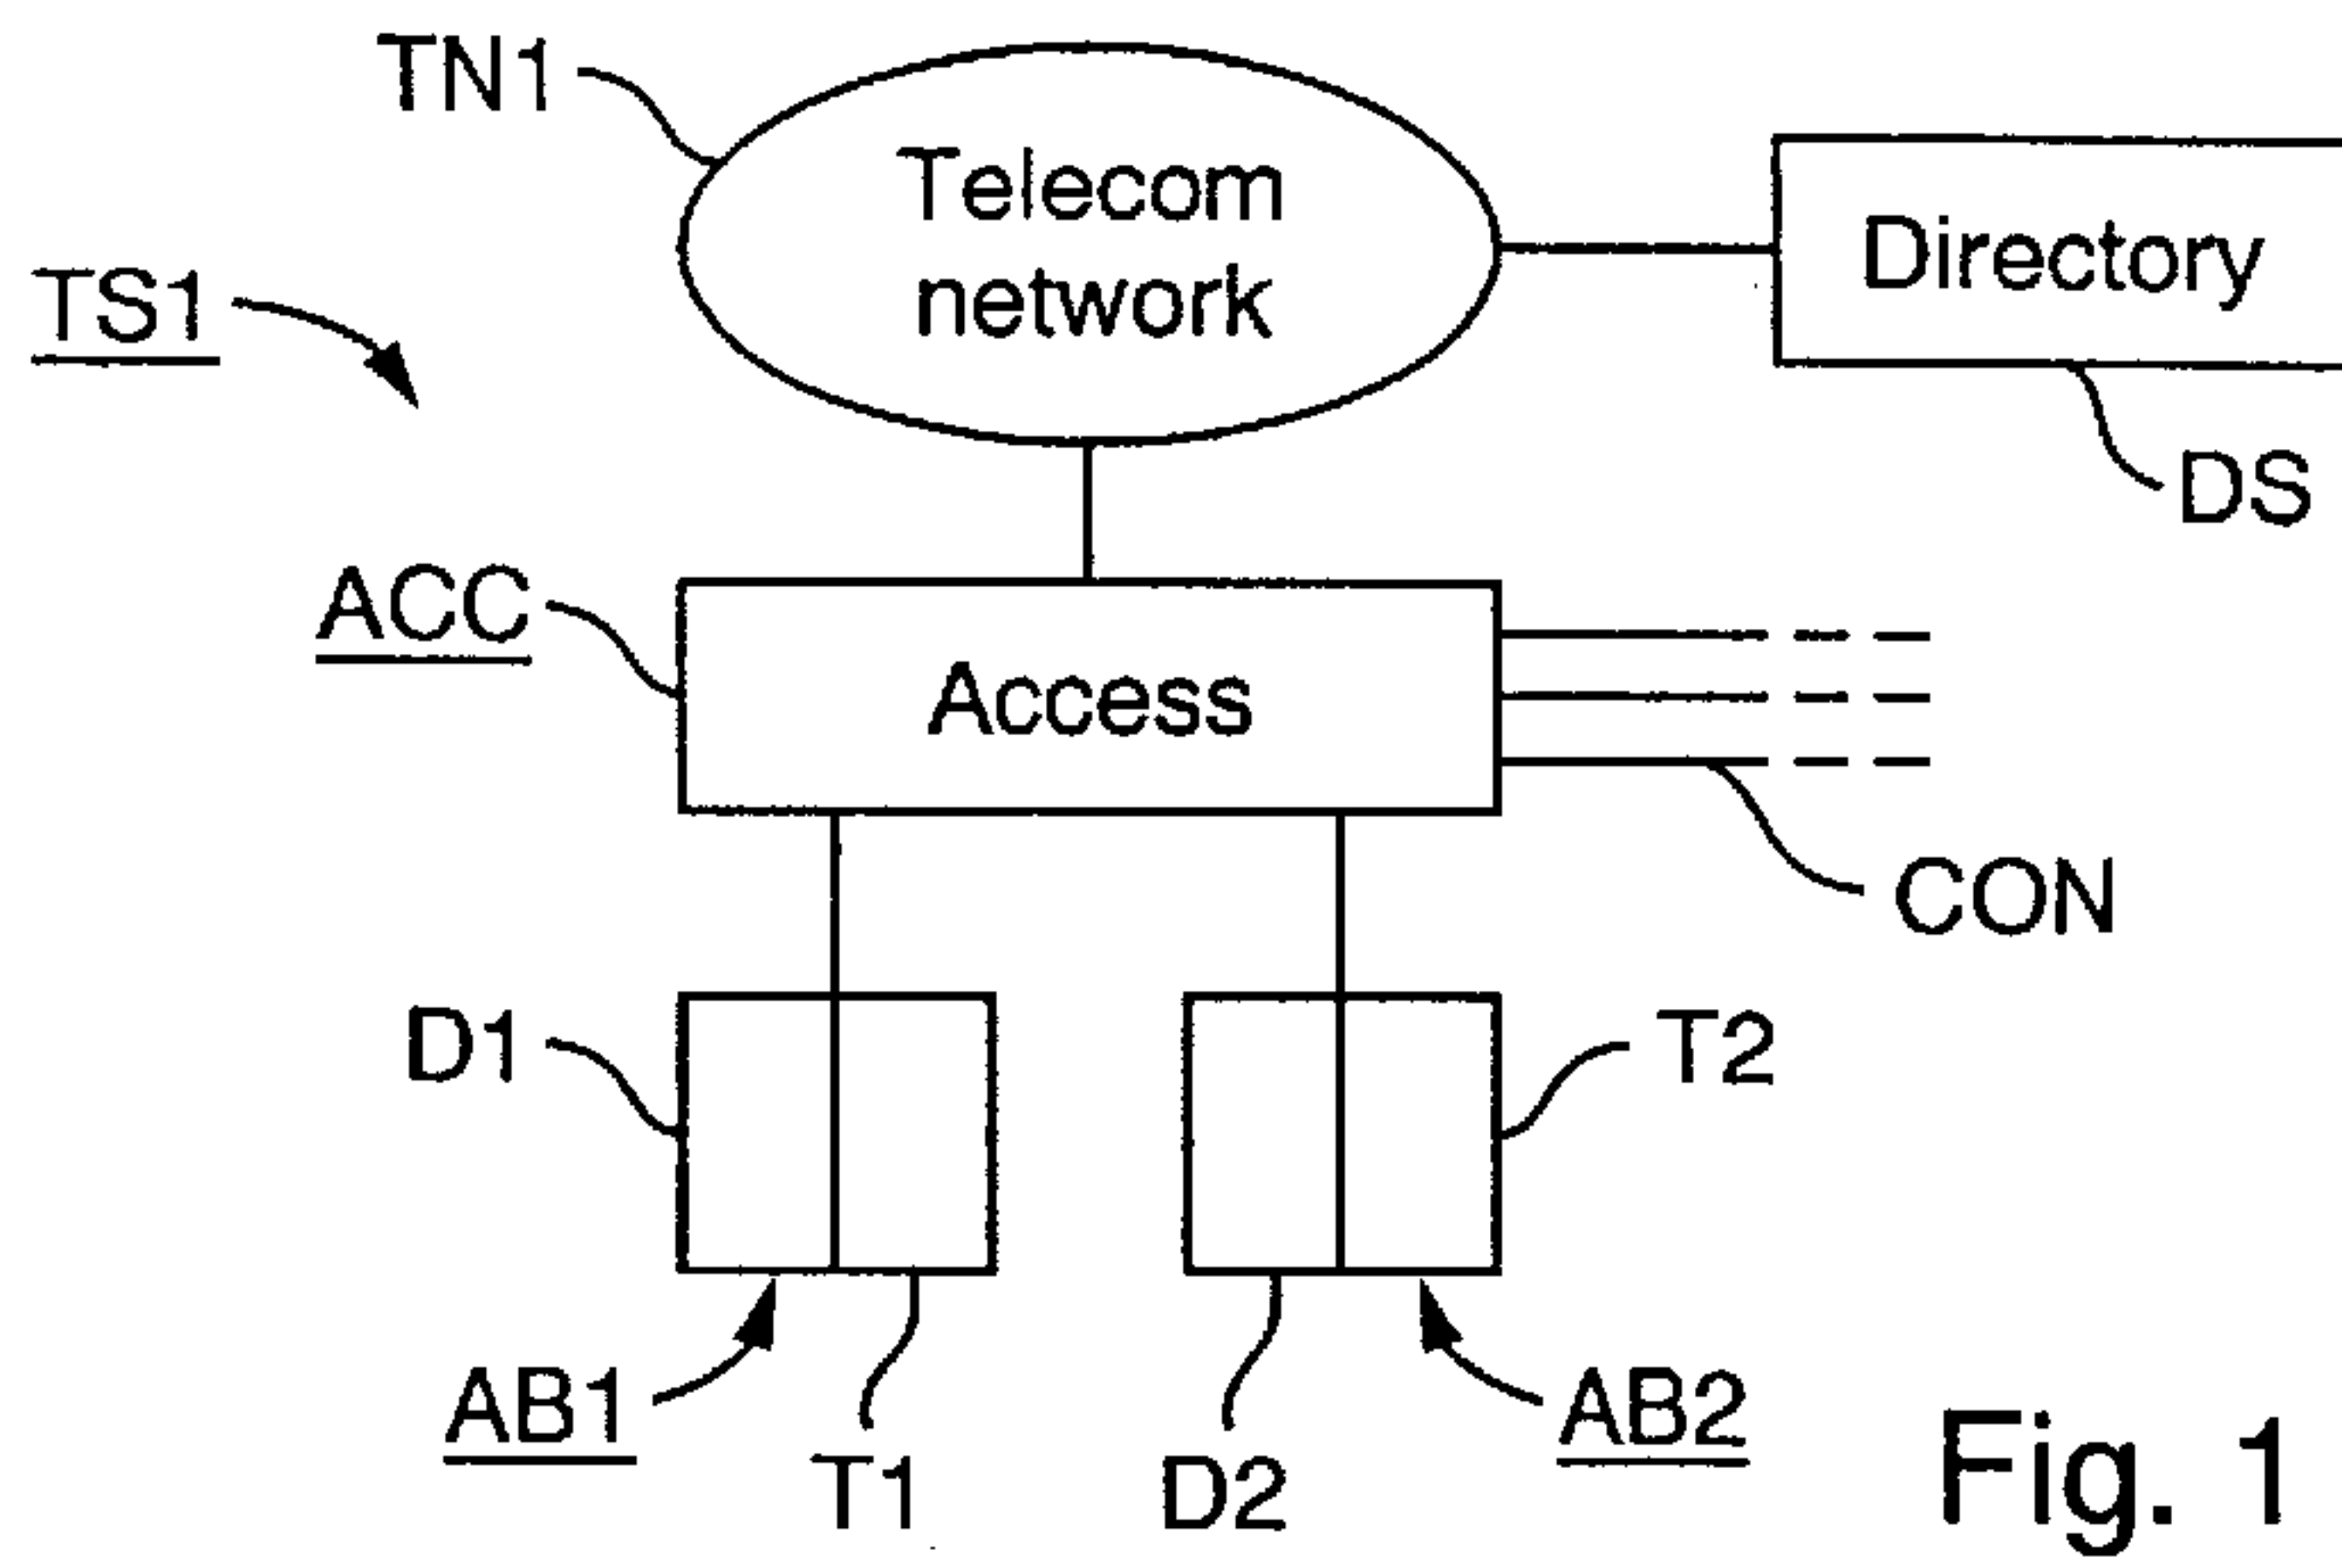 TN1
Telecom
network
Directory
TS1
DS
ACC
Access
CON
D1
T2
AB1
T1
D2
AB2
Fig. 1